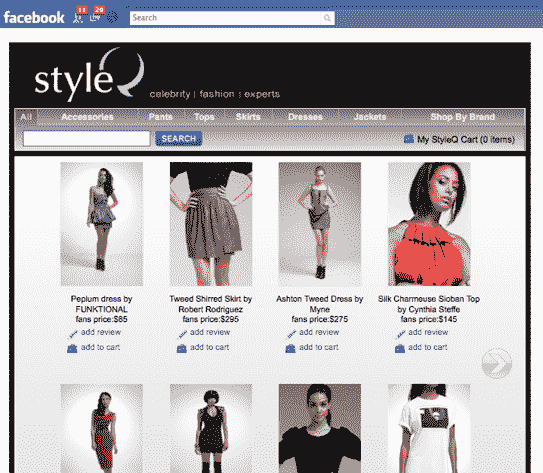 facebook
11
29
Search
styleQ
celebrity | fashion | experts
All Accessories Pants Tops Skirts Dresses Jackets Shop By Brand
SEARCH
My StyleQ Cart (0 items)
Peplum dress by
FUNKTIONAL
fans price:$85
add review
add to cart
Tweed Shirred Skirt by
Robert Rodriguez
fans price:$295
add review
add to cart
Ashton Tweed Dress by
Myne
fans price:$275
add review
add to cart
Silk Charmeuse Sioban Top
by Cynthia Steffe
fans price:$145
add review
add to cart